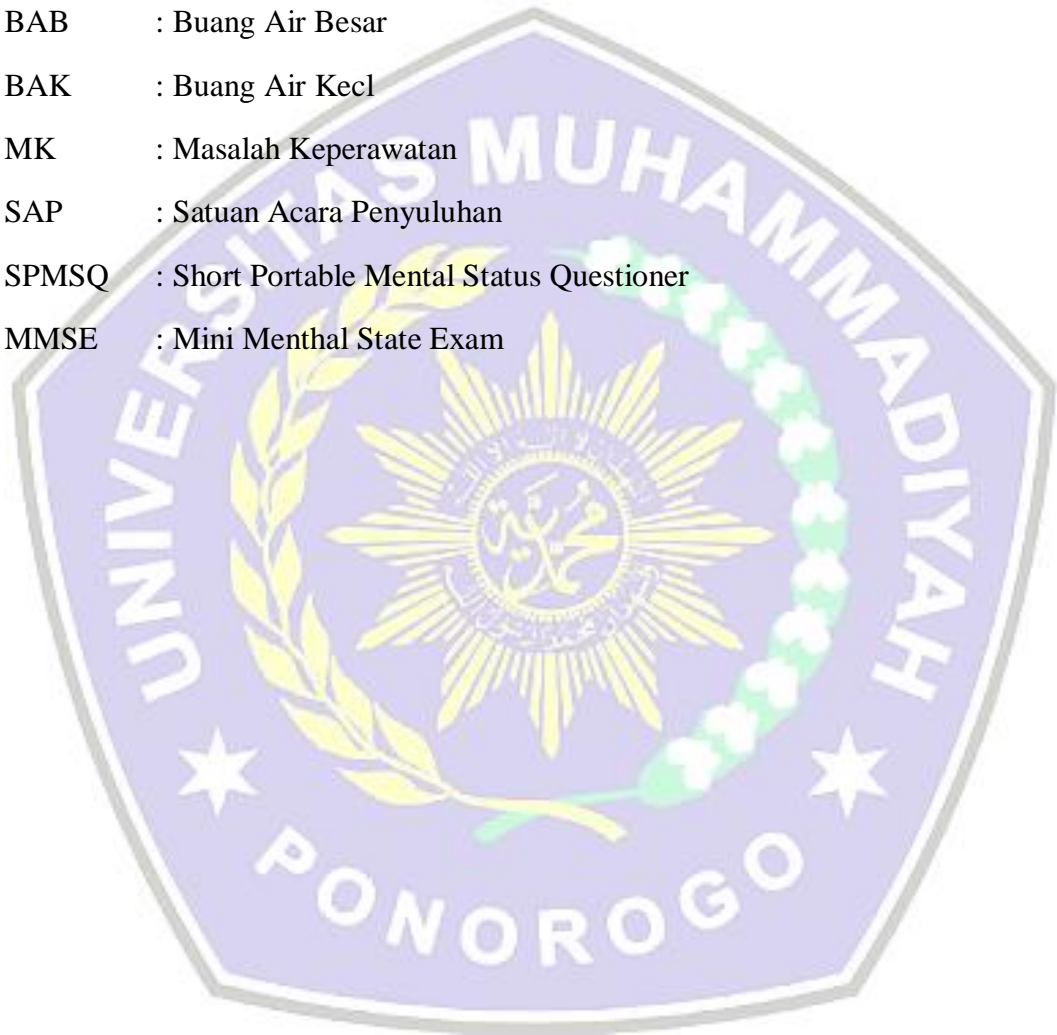 BAB : Buang Air Besar
BAK : Buang Air Kecl
MK : Masalah Keperawatan
SAP : Satuan Acara Penyuluhan
SPMSQ : Short Portable Mental Status Questioner
MMSE : Mini Menthal State Exam
UNIVERSITAS MUHAMMADIYAH
PONOROGO
محمدية